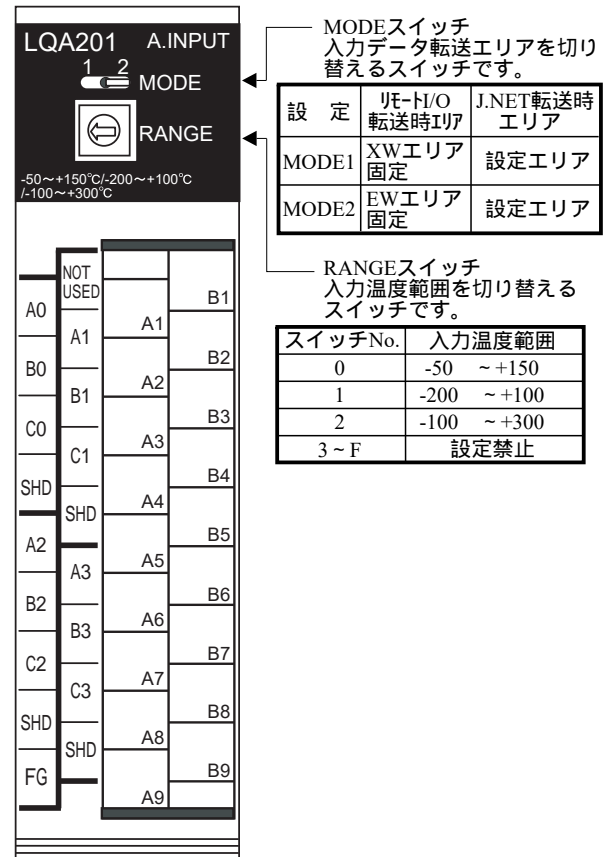 LQA201 A.INPUT
1 2
MODE
RANGE
-50～+150℃/-200～+100℃
/-100～+300℃
NOT
USED
A0
A1
B0
B1
C0
C1
SHD
SHD
A2
A3
B2
B3
C2
C3
SHD
SHD
FG
B1
A1
B2
A2
B3
A3
B4
A4
B5
A5
B6
A6
B7
A7
B8
A8
B9
A9
MODEスイッチ
入力データ転送エリアを切り
替えるスイッチです。
設 定 ﾘﾓｰﾄI/O転送時ｴﾘｱ J.NET転送時エリア
MODE1 XWエリア固定 設定エリア
MODE2 EWエリア固定 設定エリア
RANGEスイッチ
入力温度範囲を切り替える
スイッチです。
スイッチNo. 入力温度範囲
0 -50 ~ +150
1 -200 ~ +100
2 -100 ~ +300
3 ~ F 設定禁止